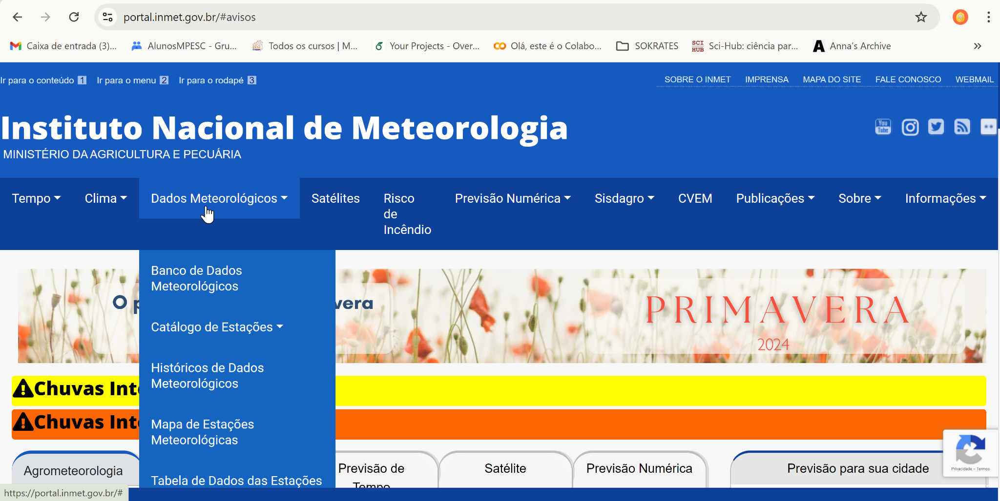 portal.inmet.gov.br/#avisos
Caixa de entrada (3)... AlunosMPESC - Gru... Todos os cursos | M... Your Projects - Over... Olá, este é o Colabo... SOKRATES SCI HUB Sci-Hub: ciência par... A Anna's Archive »
Ir para o conteúdo 1 Ir para o menu 2 Ir para o rodapé 3 SOBRE O INMET IMPRENSA MAPA DO SITE FALE CONOSCO WEBMAIL
Instituto Nacional de Meteorologia You Tube
MINISTÉRIO DA AGRICULTURA E PECUÁRIA
Tempo Clima Dados Meteorológicos Satélites Risco de Incêndio Previsão Numérica Sisdagro CVEM Publicações Sobre Informações
Banco de Dados
Meteorológicos
Catálogo de Estações
Históricos de Dados
Meteorológicos
Mapa de Estações
Meteorológicas
Tabela de Dados das Estações
O p vera
PRIMAVERA
2024
Chuvas Int
Chuvas Int
Agrometeorologia Previsão de Tempo Satélite Previsão Numérica Previsão para sua cidade
Privacidade - Termos
https://portal.inmet.gov.br/#